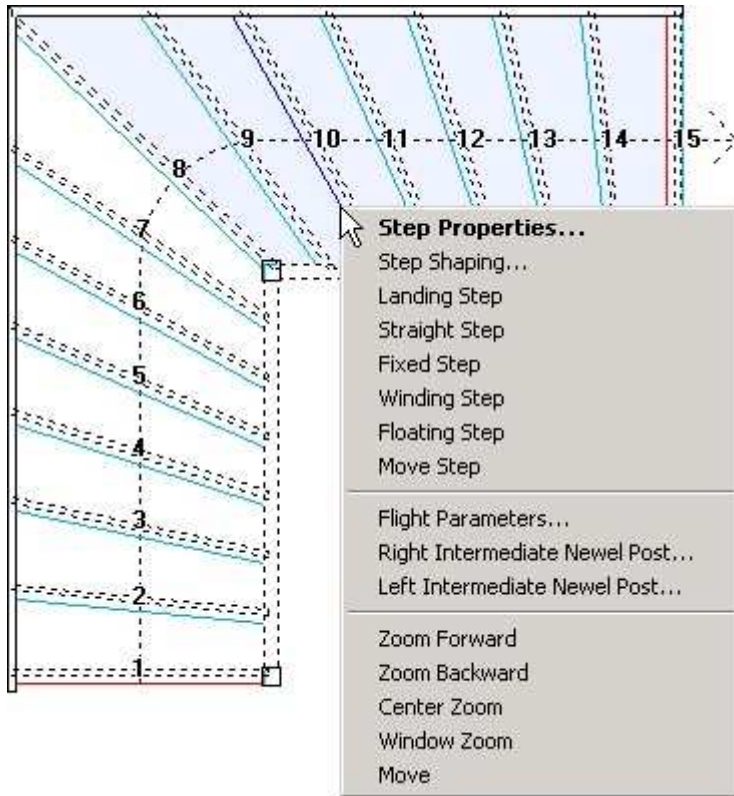 9 10 11 12 13 14 15
8
7
6
5
4
3
2
1
Step Properties...
Step Shaping...
Landing Step
Straight Step
Fixed Step
Winding Step
Floating Step
Move Step
Flight Parameters...
Right Intermediate Newel Post...
Left Intermediate Newel Post...
Zoom Forward
Zoom Backward
Center Zoom
Window Zoom
Move